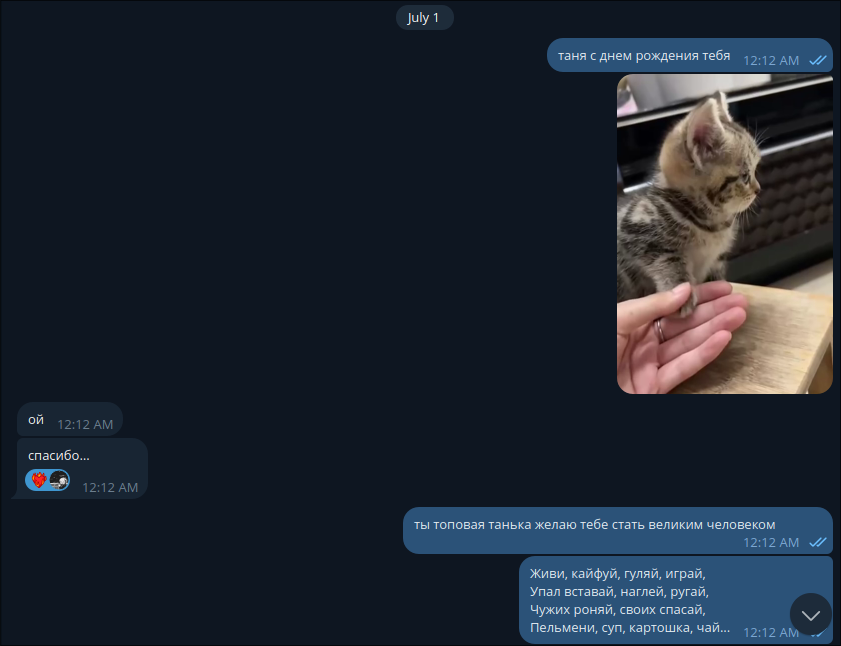 July 1
таня с днем рождения тебя
12:12 AM
ой
12:12 AM
спасибо...
12:12 AM
ты топовая танька желаю тебе стать великим человеком
12:12 AM
Живи, кайфуй, гуляй, играй,
Упал вставай, наглей, ругай,
Чужих роняй, своих спасай,
Пельмени, суп, картошка, чай...
12:12 AM